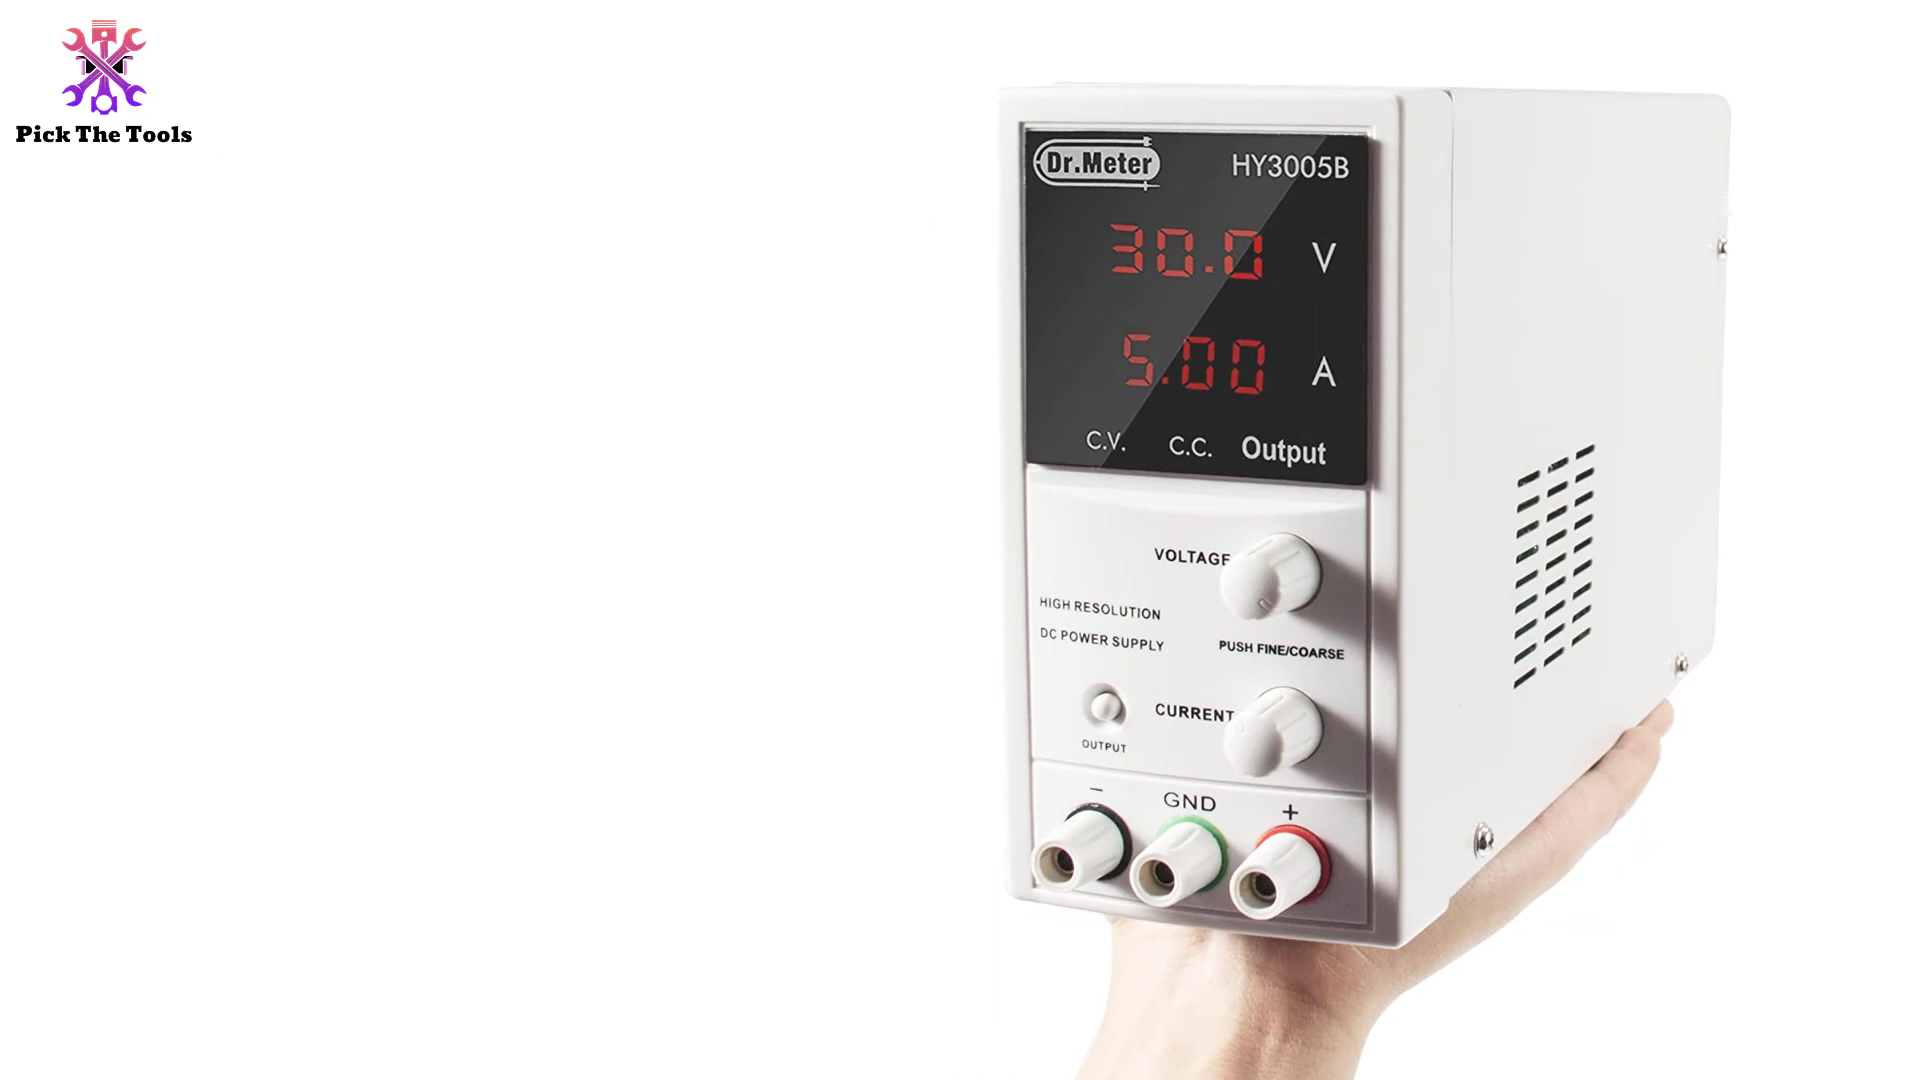 Pick The Tools
Dr.Meter
HY3005B
30.0 V
5.00 A
C.V. C.C. Output
VOLTAGE
HIGH RESOLUTION
DC POWER SUPPLY
PUSH FINE/COARSE
CURRENT
OUTPUT
− GND +